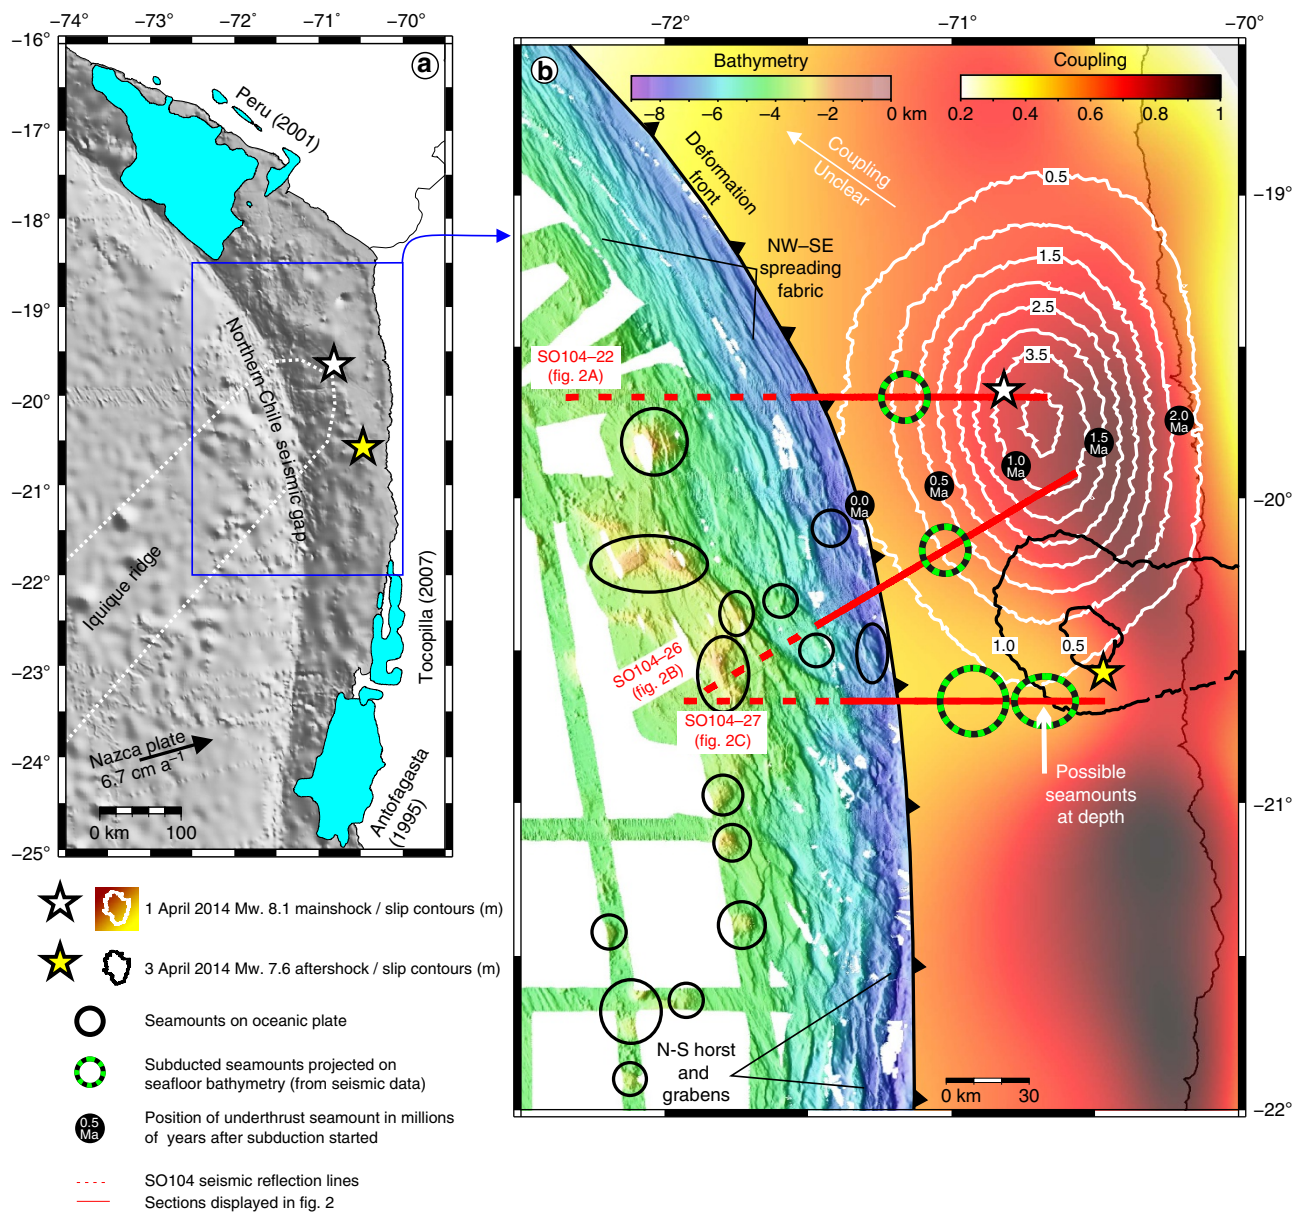 −74°
−73°
−72°
−71°
−70°
−16°
−17°
−18°
−19°
−20°
−21°
−22°
−23°
−24°
−25°
a
Peru (2001)
Northern Chile seismic gap
Iquique ridge
Tocopilla (2007)
Antofagasta
(1995)
Nazca plate
6.7 cm a⁻¹
0 km 100
−72°
−71°
−70°
−19°
−20°
−21°
−22°
b
Bathymetry
−8 −6 −4 −2 0 km
Coupling
0.2 0.4 0.6 0.8 1
Deformation
front
Coupling
Unclear
NW–SE
spreading
fabric
0.5
1.5
2.5
3.5
SO104–22
(fig. 2A)
2.0
Ma
1.5
Ma
1.0
Ma
0.5
Ma
0.0
Ma
1.0
0.5
SO104–26
(fig. 2B)
SO104–27
(fig. 2C)
Possible
seamounts
at depth
N-S horst
and
grabens
0 km 30
1 April 2014 Mw. 8.1 mainshock / slip contours (m)
3 April 2014 Mw. 7.6 aftershock / slip contours (m)
Seamounts on oceanic plate
Subducted seamounts projected on
seafloor bathymetry (from seismic data)
0.5
Ma
Position of underthrust seamount in millions
of years after subduction started
SO104 seismic reflection lines
Sections displayed in fig. 2